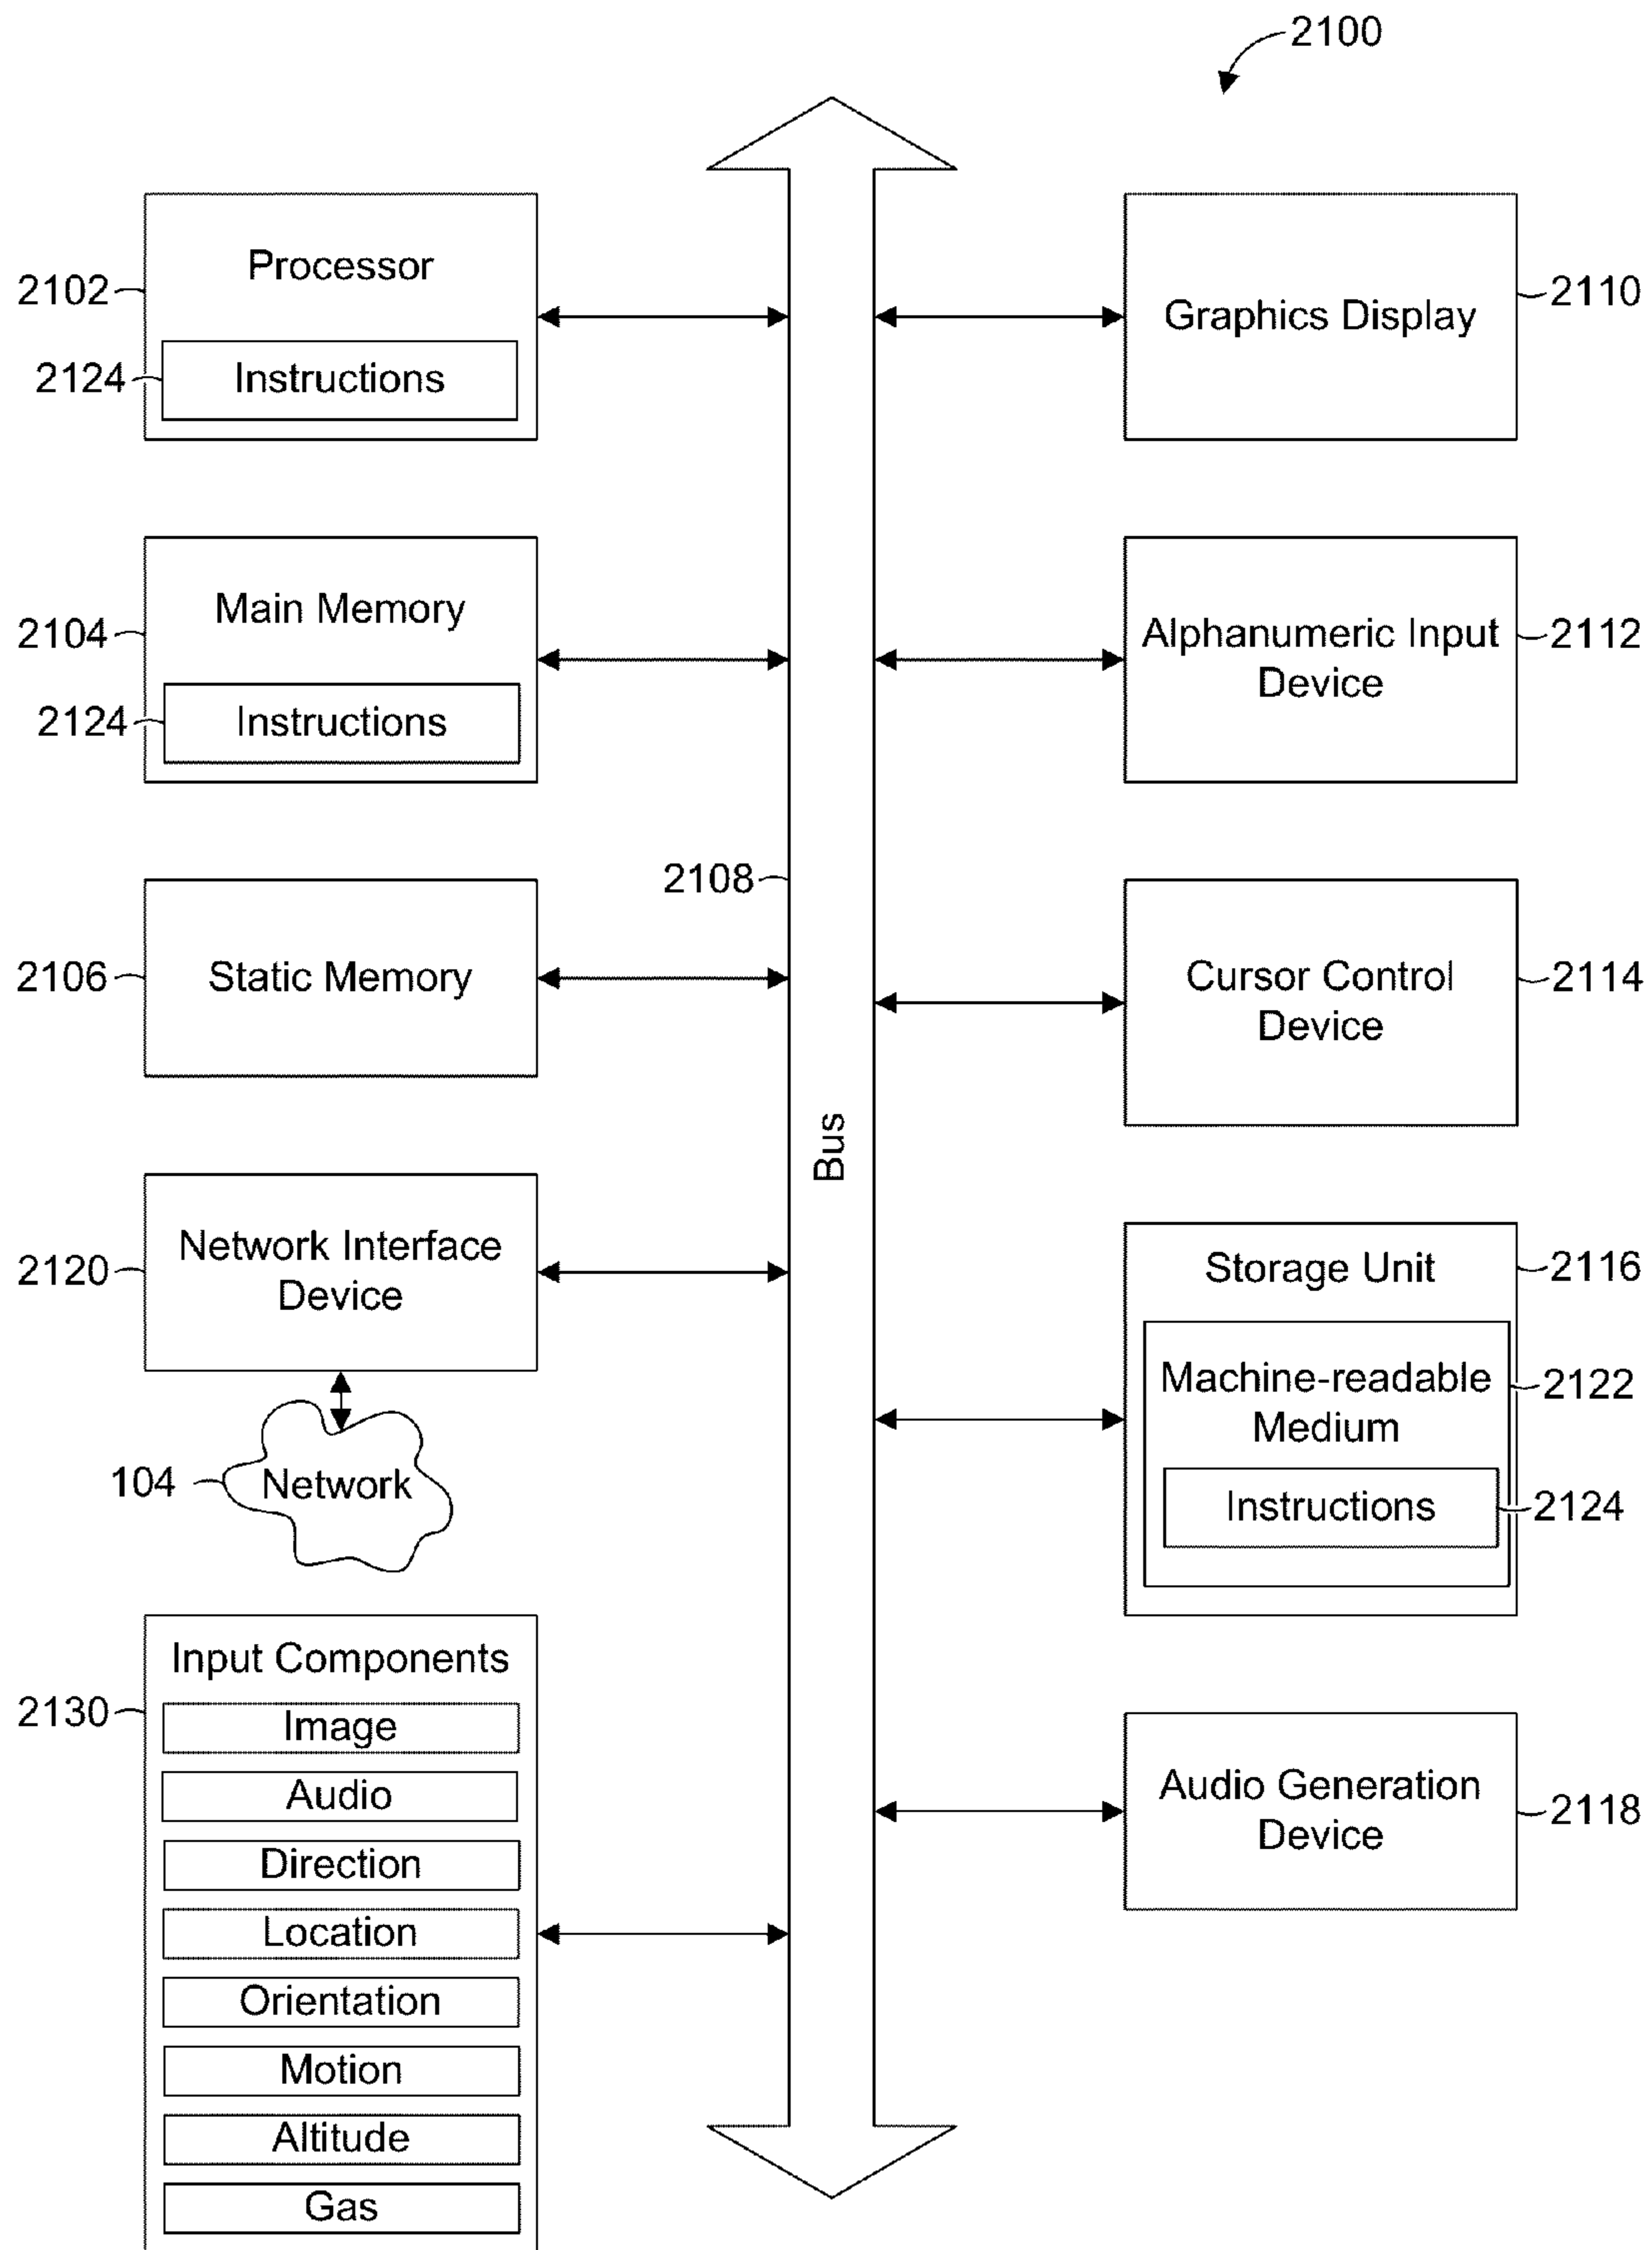 2100
Processor
2102
Instructions
2124
Main Memory
2104
Instructions
2124
Static Memory
2106
Network Interface
Device
2120
Network
104
Input Components
2130
Image
Audio
Direction
Location
Orientation
Motion
Altitude
Gas
2108
Bus
Graphics Display
2110
Alphanumeric Input
Device
2112
Cursor Control
Device
2114
Storage Unit
2116
Machine-readable
Medium
2122
Instructions
2124
Audio Generation
Device
2118